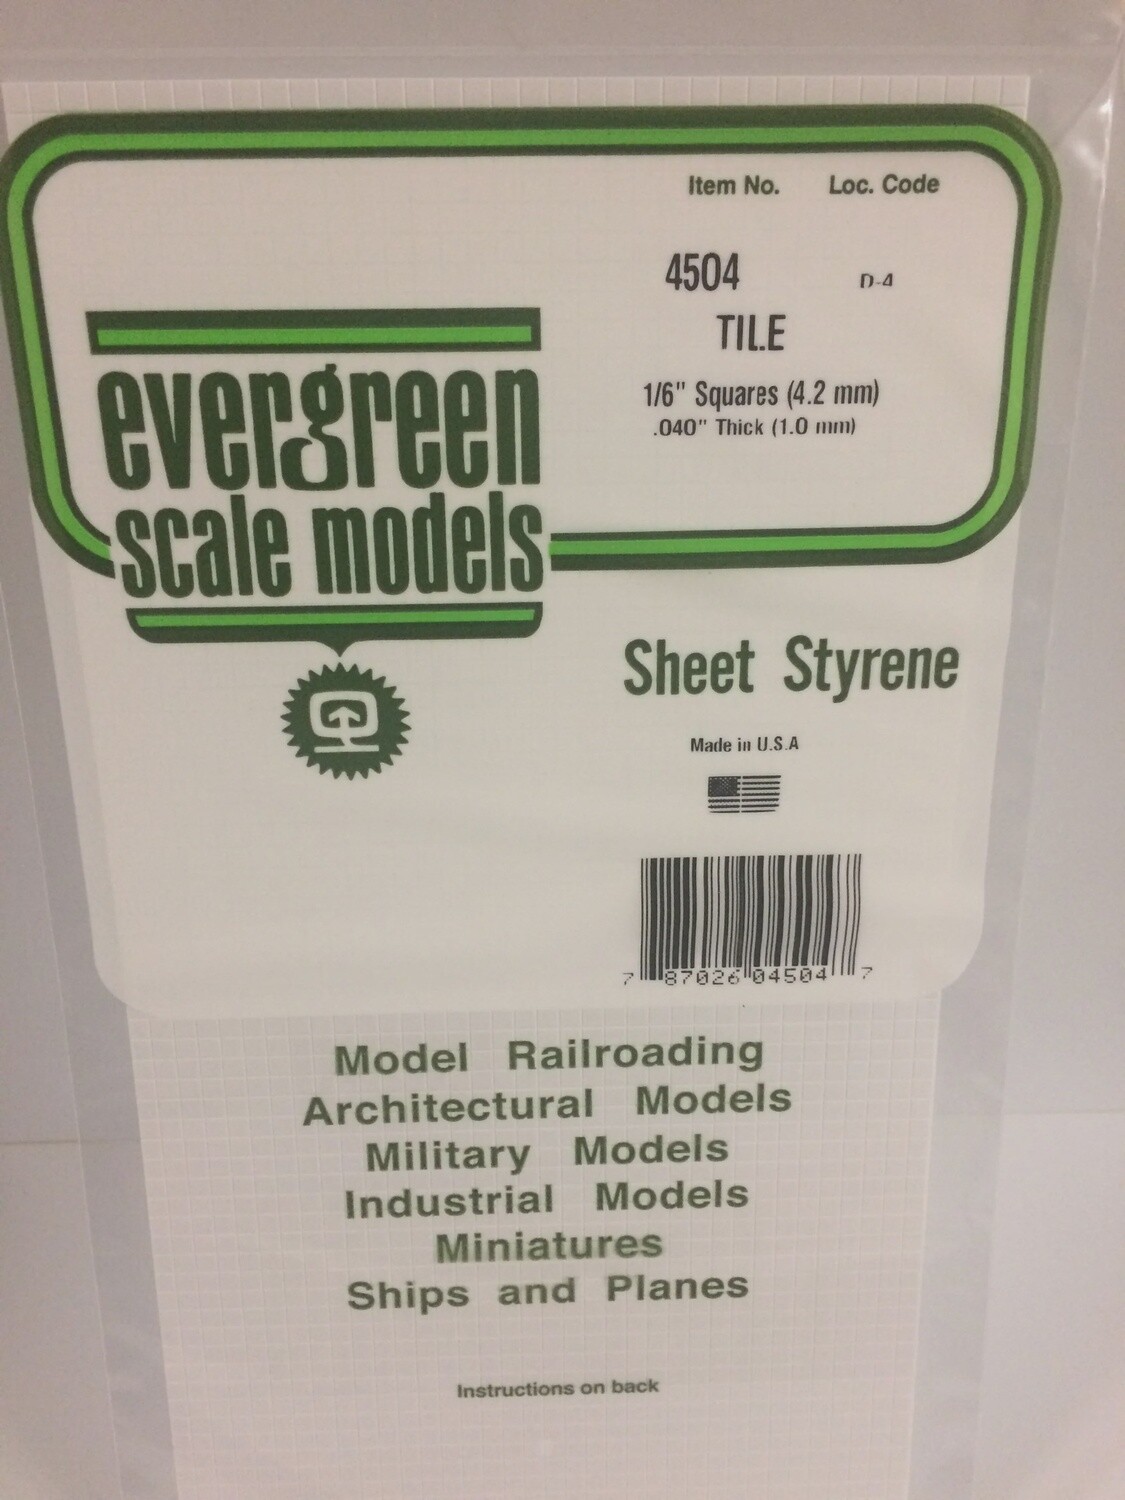 Item No. Loc. Code
4504 D-4
TILE
1/6" Squares (4.2 mm)
.040" Thick (1.0 mm)
evergreen
scale models
Sheet Styrene
Made in U.S.A
7 87026 04504 7
Model Railroading
Architectural Models
Military Models
Industrial Models
Miniatures
Ships and Planes
Instructions on back